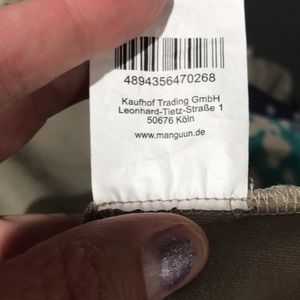 4894356470268
Kaufhof Trading GmbH
Leonhard-Tietz-Straße 1
50676 Köln
www.manguun.de